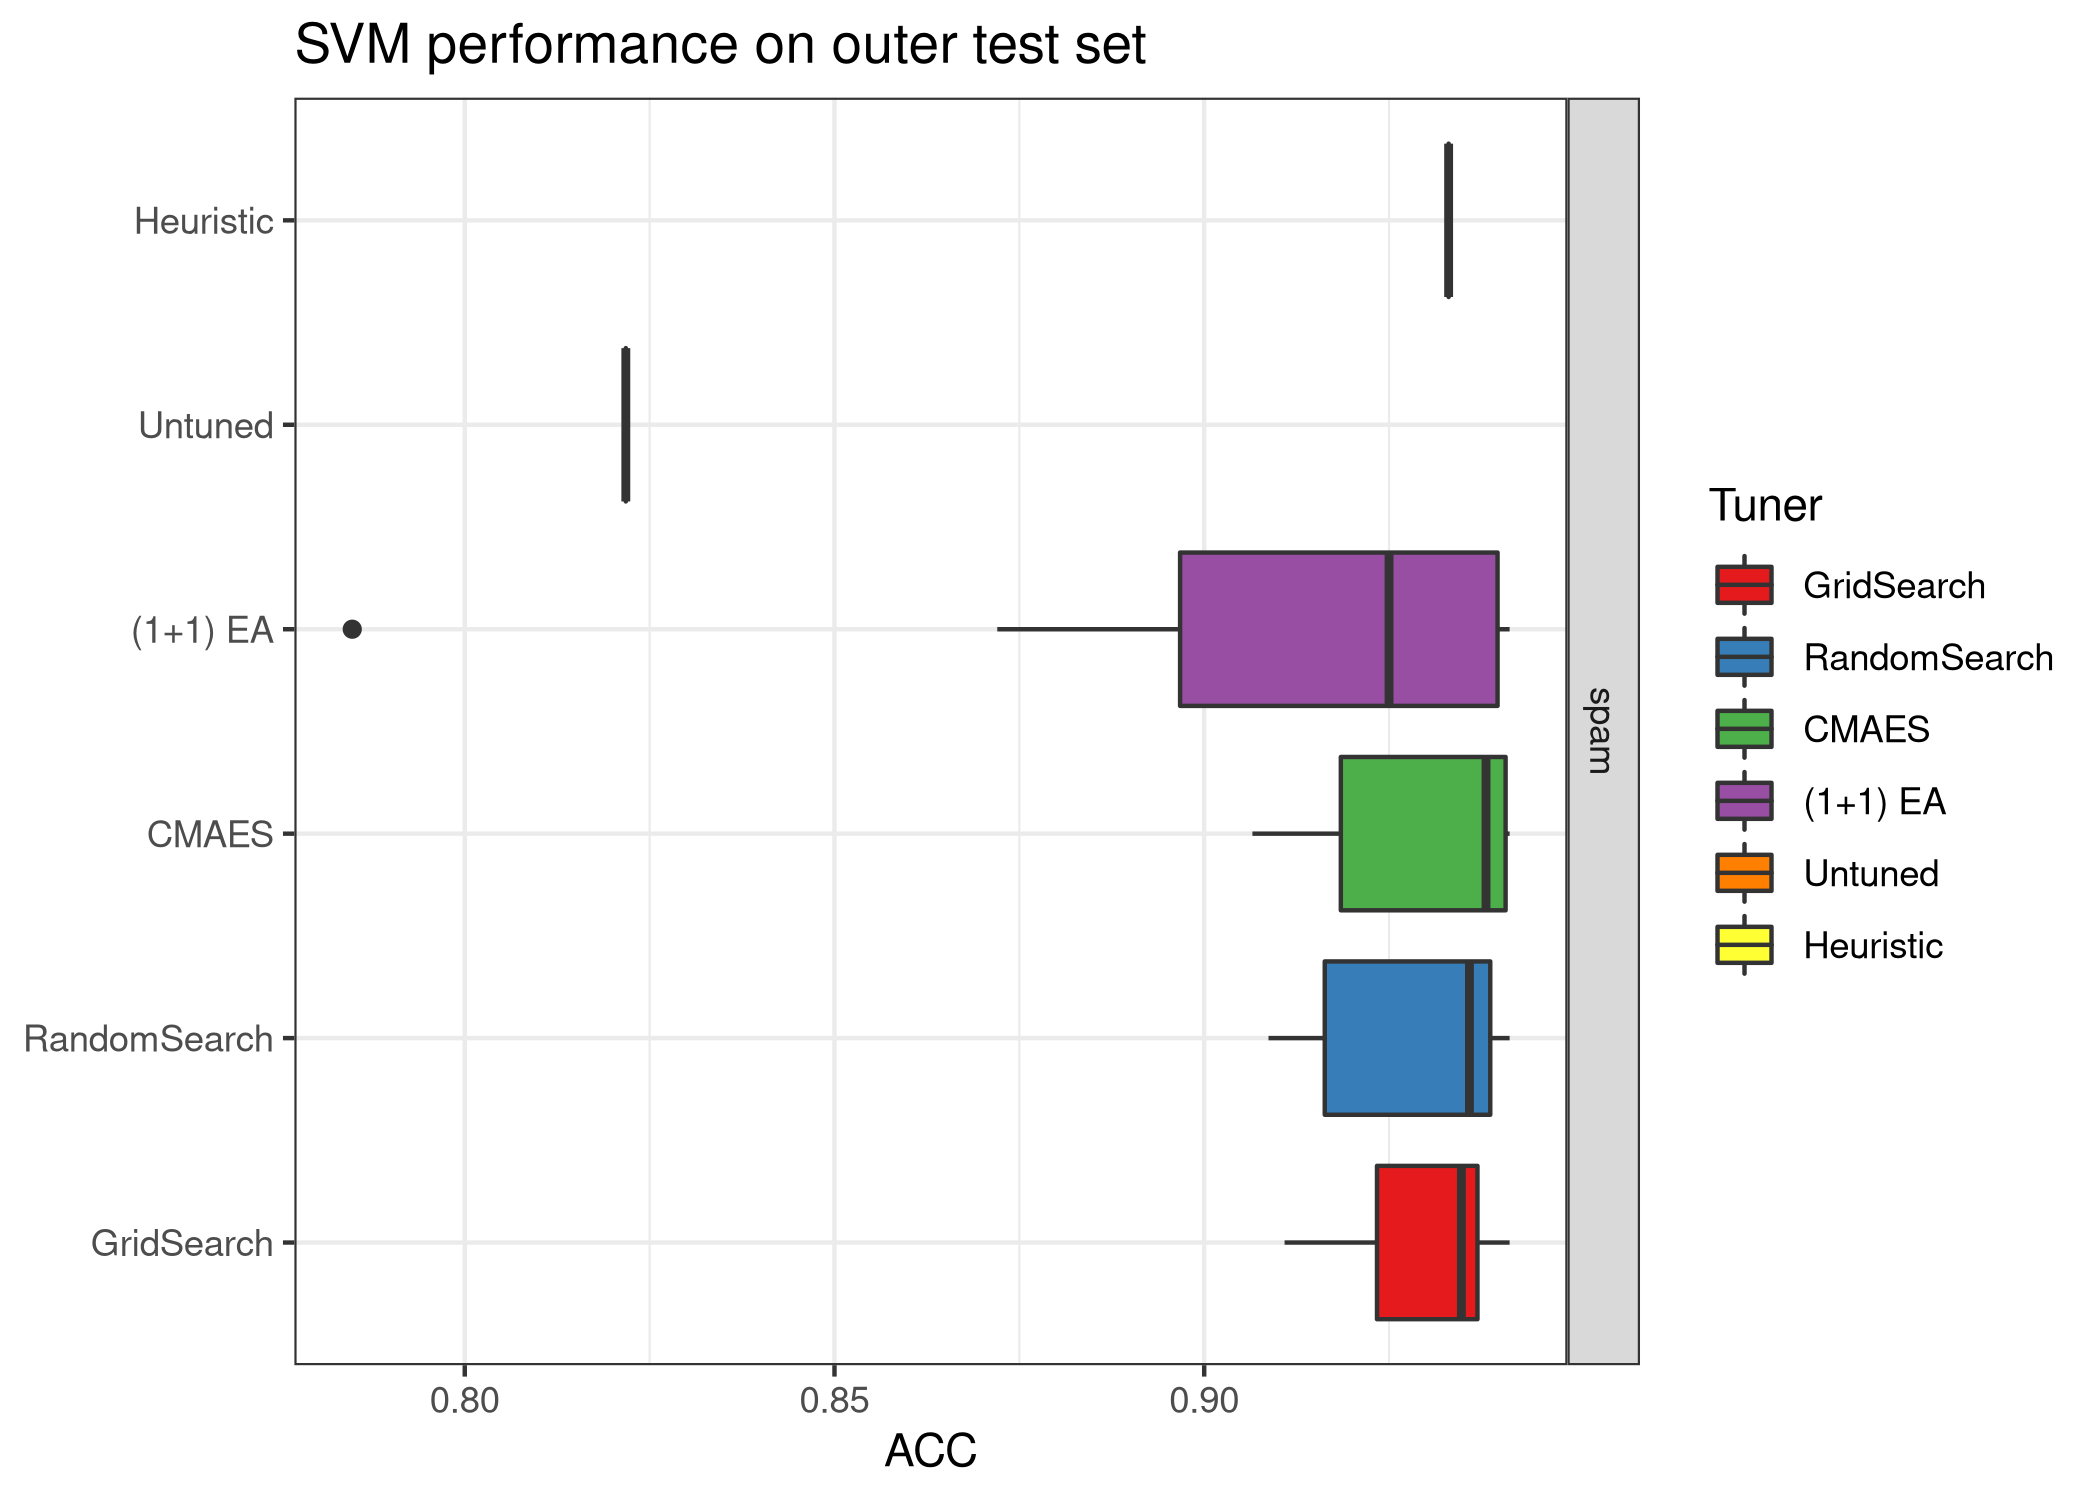 SVM performance on outer test set
Heuristic
Untuned
(1+1) EA
CMAES
RandomSearch
GridSearch
0.80
0.85
0.90
ACC
spam
Tuner
GridSearch
RandomSearch
CMAES
(1+1) EA
Untuned
Heuristic